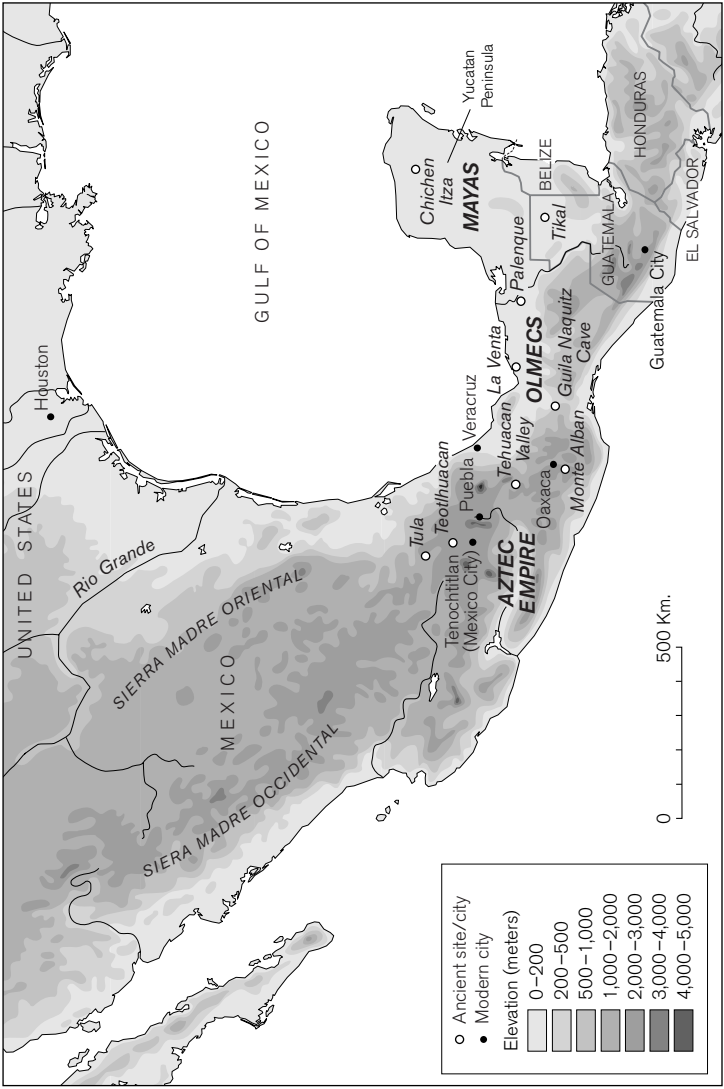 UNITED STATES
Houston
Rio Grande
GULF OF MEXICO
SIERRA MADRE ORIENTAL
MEXICO
SIERA MADRE OCCIDENTAL
Tula
Teotlhuacan
Tenochtitlan
(Mexico City)
Puebla
Veracruz
AZTEC
EMPIRE
Tehuacan
Valley
Oaxaca
Monte Alban
La Venta
OLMECS
Guila Naquitz
Cave
Palenque
Chichen
Itza
MAYAS
Yucatan
Peninsula
BELIZE
Tikal
GUATEMALA
Guatemala City
HONDURAS
EL SALVADOR
Ancient site/city
Modern city
Elevation (meters)
0–200
200–500
500–1,000
1,000–2,000
2,000–3,000
3,000–4,000
4,000–5,000
0 500 Km.